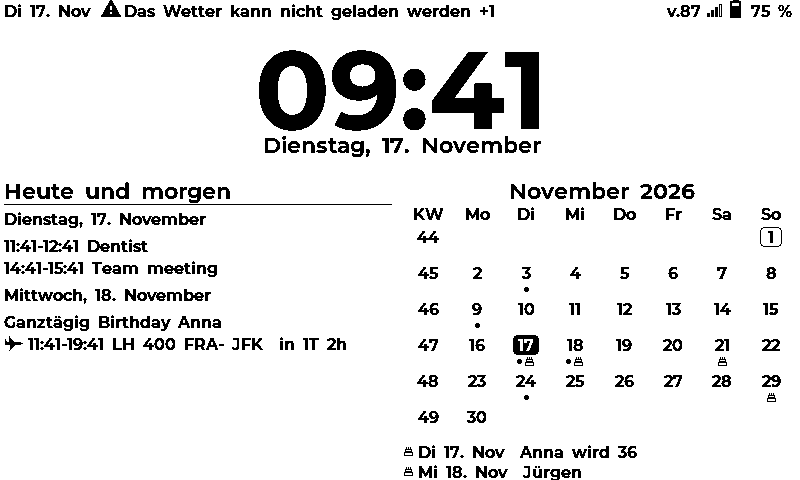 Di 17. Nov Das Wetter kann nicht geladen werden +1
v.87 75 %
09:41
Dienstag, 17. November
Heute und morgen
Dienstag, 17. November
11:41-12:41 Dentist
14:41-15:41 Team meeting
Mittwoch, 18. November
Ganztägig Birthday Anna
11:41-19:41 LH 400 FRA- JFK in 1T 2h
November 2026
KW Mo Di Mi Do Fr Sa So
44 1
45 2 3 4 5 6 7 8
46 9 10 11 12 13 14 15
47 16 17 18 19 20 21 22
48 23 24 25 26 27 28 29
49 30
Di 17. Nov Anna wird 36
Mi 18. Nov Jürgen